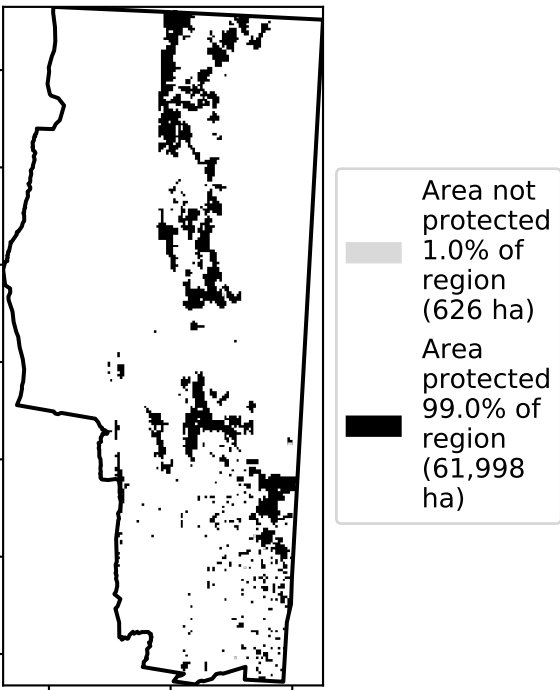 Area not
protected
1.0% of
region
(626 ha)
Area
protected
99.0% of
region
(61,998
ha)